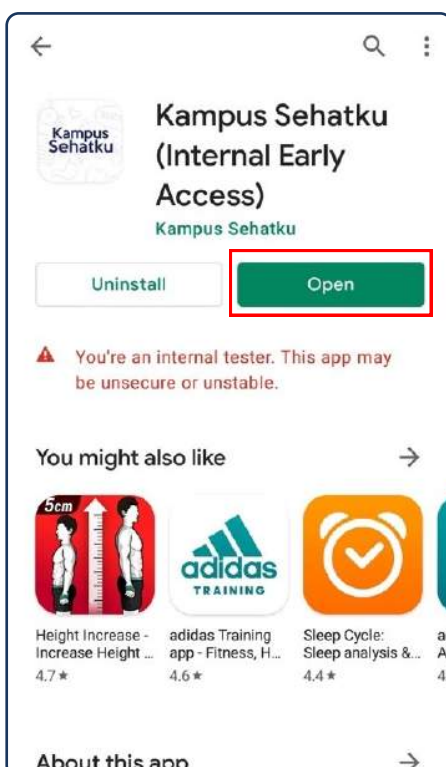 Kampus
Sehatku
Kampus Sehatku
(Internal Early
Access)
Kampus Sehatku
Uninstall
Open
You're an internal tester. This app may
be unsecure or unstable.
You might also like
5cm
adidas
TRAINING
Height Increase -
Increase Height ...
4.7★
adidas Training
app - Fitness, H...
4.6★
Sleep Cycle:
Sleep analysis &...
4.4★
a
A
4
About this app